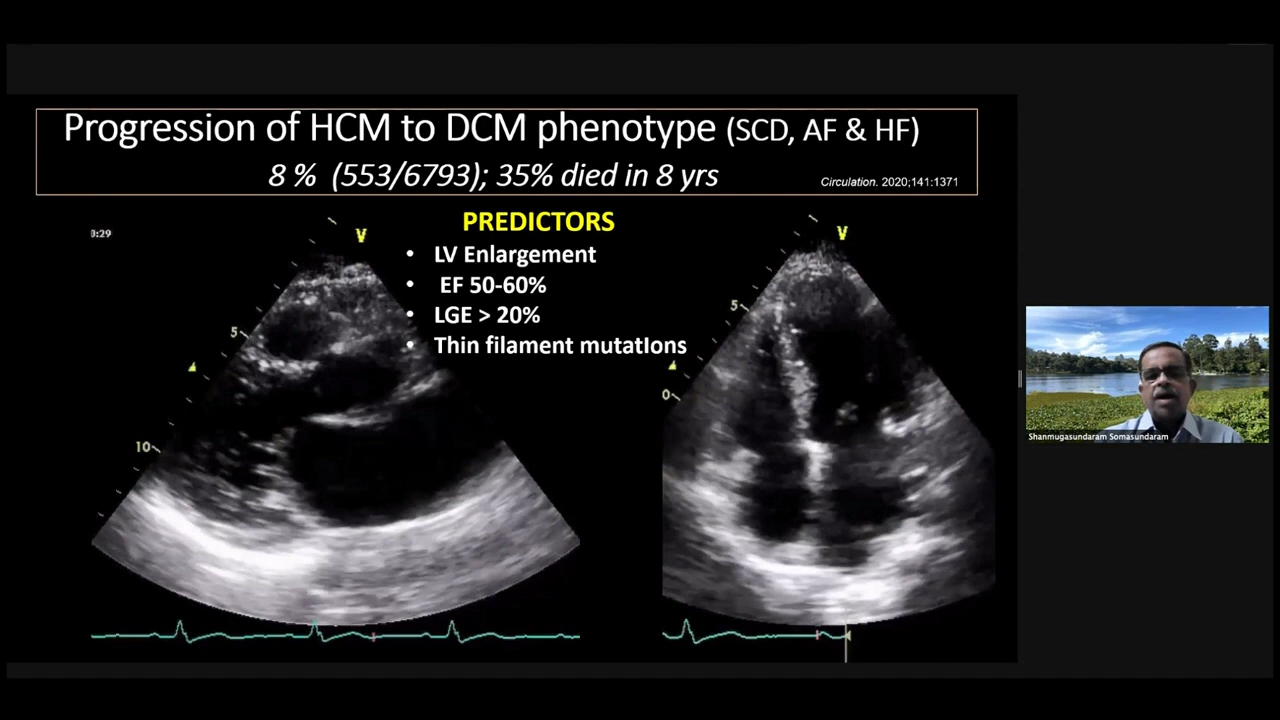 Progression of HCM to DCM phenotype (SCD, AF & HF)
8 % (553/6793); 35% died in 8 yrs
Circulation. 2020;141:1371
PREDICTORS
• LV Enlargement
• EF 50-60%
• LGE > 20%
• Thin filament mutatIons
V
5
10
V
5
0
Shanmugasundaram Somasundaram